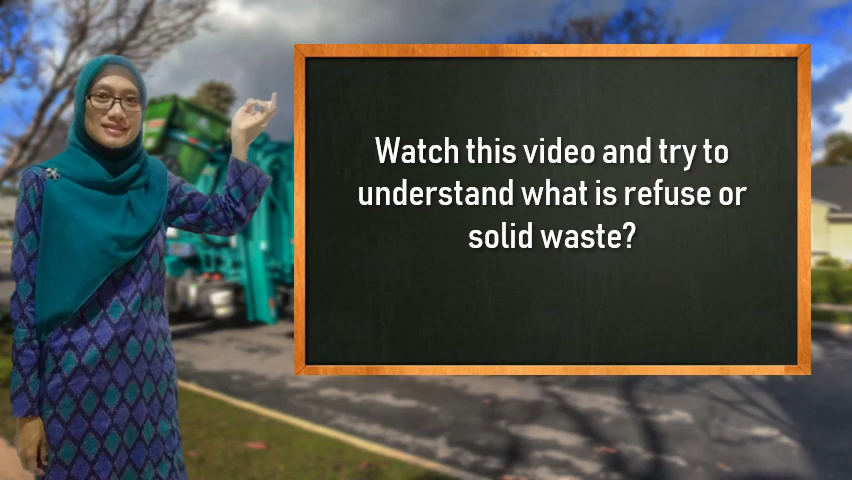 Watch this video and try to
understand what is refuse or
solid waste?